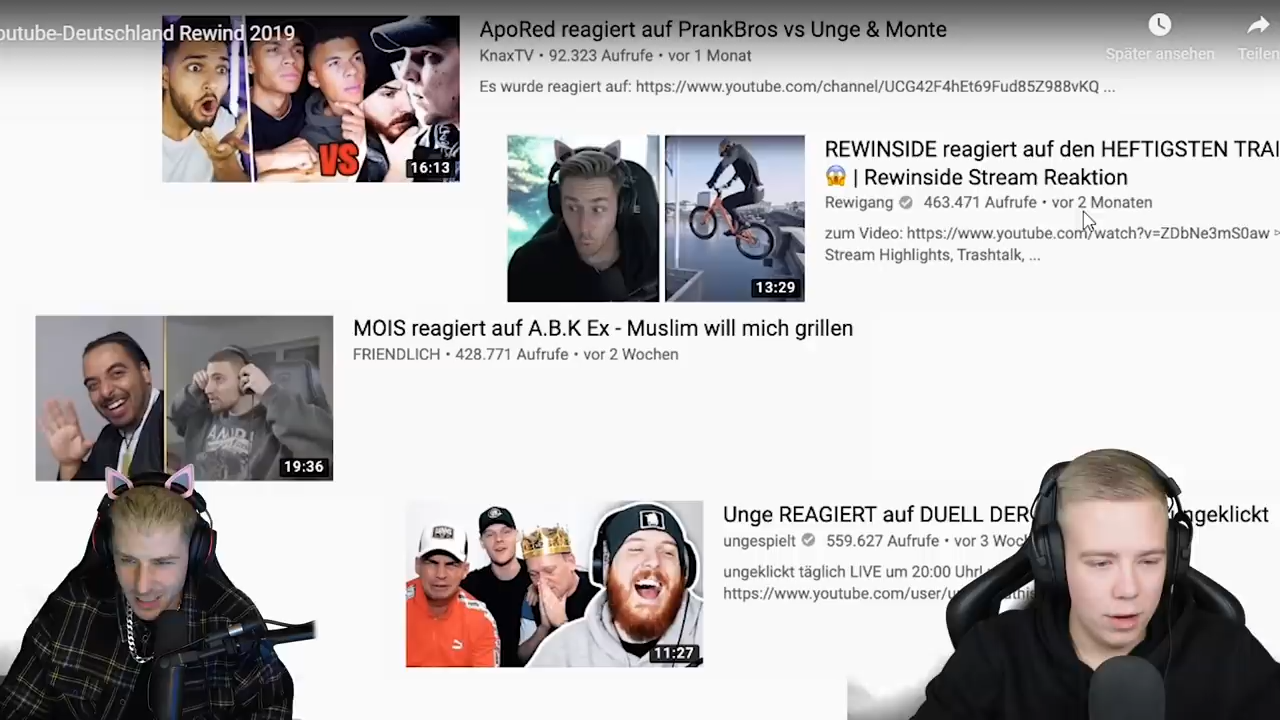 outube-Deutschland Rewind 2019
Später ansehen
Teilen
ApoRed reagiert auf PrankBros vs Unge & Monte
KnaxTV • 92.323 Aufrufe • vor 1 Monat
Es wurde reagiert auf: https://www.youtube.com/channel/UCG42F4hEt69Fud85Z988vKQ ...
VS
16:13
REWINSIDE reagiert auf den HEFTIGSTEN TRAI
😱 | Rewinside Stream Reaktion
Rewigang 463.471 Aufrufe • vor 2 Monaten
zum Video: https://www.youtube.com/watch?v=ZDbNe3mS0aw
Stream Highlights, Trashtalk, ...
13:29
MOIS reagiert auf A.B.K Ex - Muslim will mich grillen
FRIENDLICH • 428.771 Aufrufe • vor 2 Wochen
19:36
Unge REAGIERT auf DUELL DER ngeklickt
ungespielt 559.627 Aufrufe • vor 3 Woch
ungeklickt täglich LIVE um 20:00 Uhr!
https://www.youtube.com/user/u
11:27